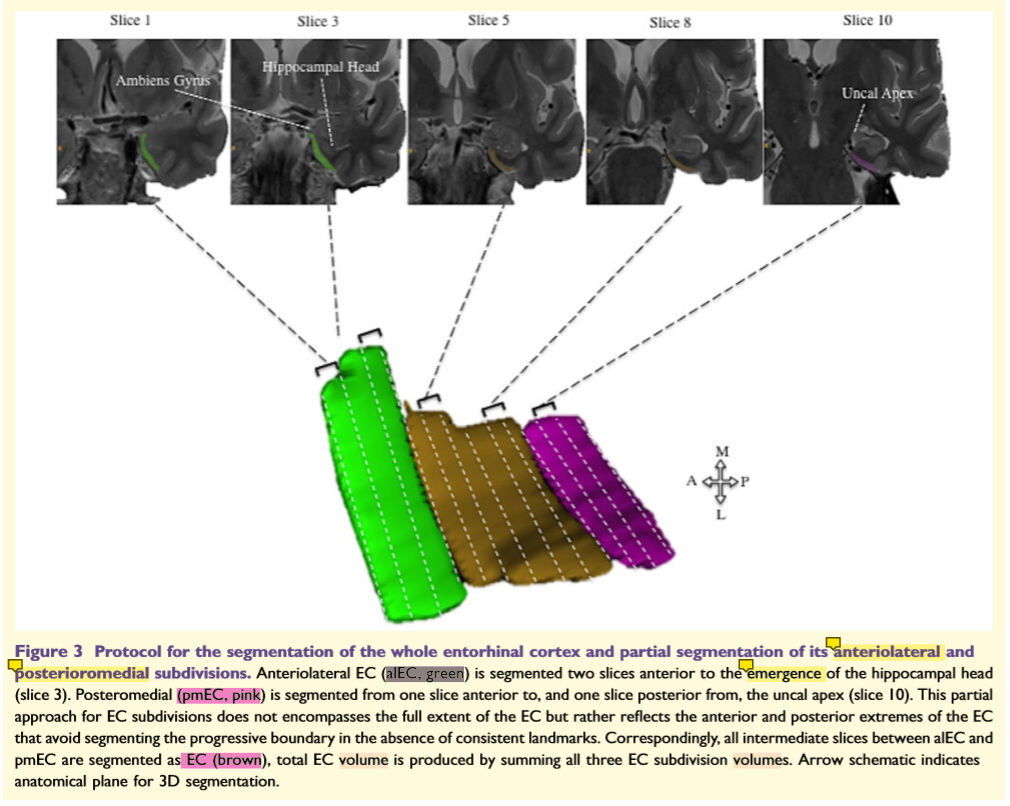 Slice 1 Slice 3 Slice 5 Slice 8 Slice 10
Ambiens Gyrus
Hippocampal Head
Uncal Apex
M
A P
L
Figure 3 Protocol for the segmentation of the whole entorhinal cortex and partial segmentation of its anteriolateral and
posterioromedial subdivisions. Anteriolateral EC (alEC, green) is segmented two slices anterior to the emergence of the hippocampal head
(slice 3). Posteromedial (pmEC, pink) is segmented from one slice anterior to, and one slice posterior from, the uncal apex (slice 10). This partial
approach for EC subdivisions does not encompasses the full extent of the EC but rather reflects the anterior and posterior extremes of the EC
that avoid segmenting the progressive boundary in the absence of consistent landmarks. Correspondingly, all intermediate slices between alEC and
pmEC are segmented as EC (brown), total EC volume is produced by summing all three EC subdivision volumes. Arrow schematic indicates
anatomical plane for 3D segmentation.